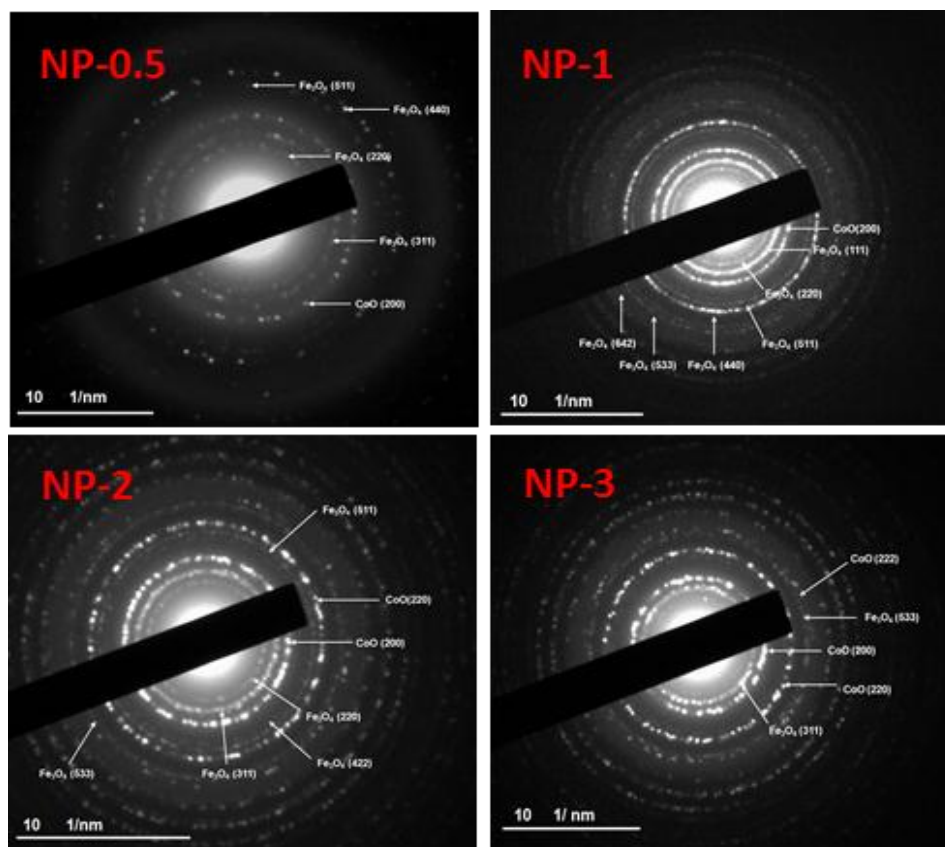 NP-0.5
Fe₃O₄ (511)
Fe₃O₄ (440)
Fe₃O₄ (220)
Fe₃O₄ (311)
CoO (200)
10 1/nm
NP-1
CoO(200)
Fe₃O₄ (111)
Fe₃O₄ (220)
Fe₃O₄ (511)
Fe₃O₄ (642)
Fe₃O₄ (533)
Fe₃O₄ (440)
10 1/nm
NP-2
Fe₃O₄ (511)
CoO(220)
CoO (200)
Fe₃O₄ (220)
Fe₃O₄ (422)
Fe₃O₄ (311)
Fe₃O₄ (533)
10 1/nm
NP-3
CoO (222)
Fe₃O₄ (533)
CoO (200)
CoO (220)
Fe₃O₄ (311)
10 1/ nm